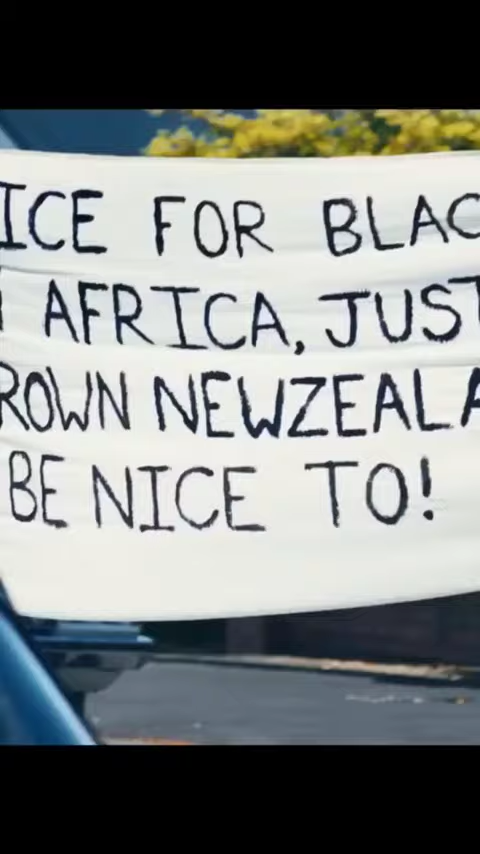 ICE FOR BLAC
AFRICA, JUST
ROWN NEWZEALA
BE NICE TO!